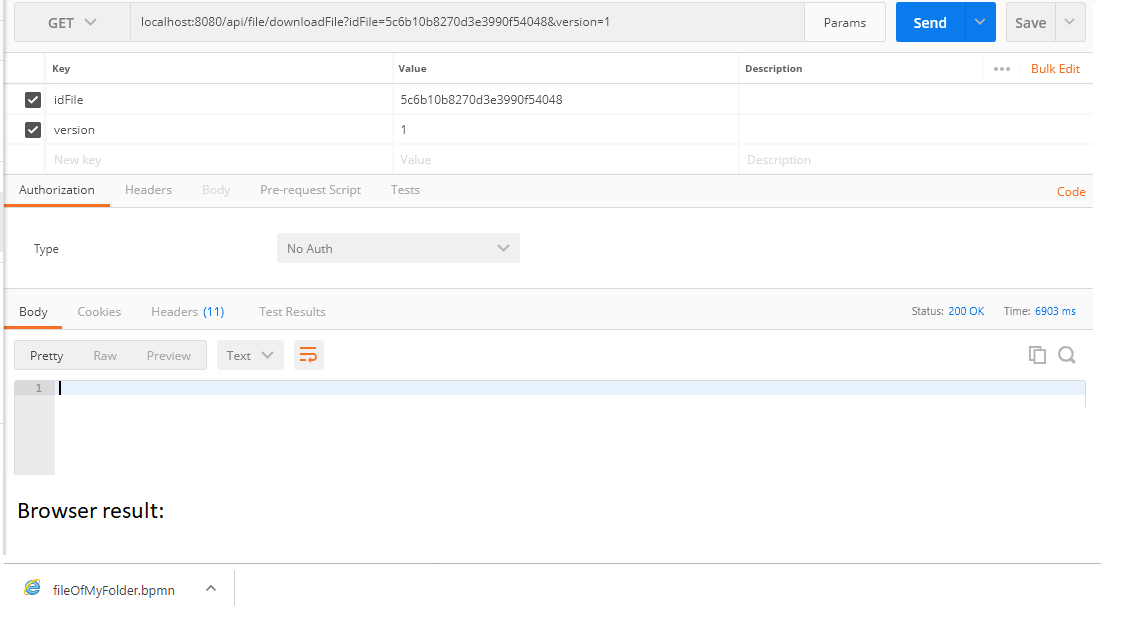 GET localhost:8080/api/file/downloadFile?idFile=5c6b10b8270d3e3990f54048&version=1 Params Send Save
Key Value Description Bulk Edit
idFile 5c6b10b8270d3e3990f54048
version 1
New key Value Description
Authorization Headers Body Pre-request Script Tests Code
Type No Auth
Body Cookies Headers (11) Test Results Status: 200 OK Time: 6903 ms
Pretty Raw Preview Text
1
Browser result:
fileOfMyFolder.bpmn